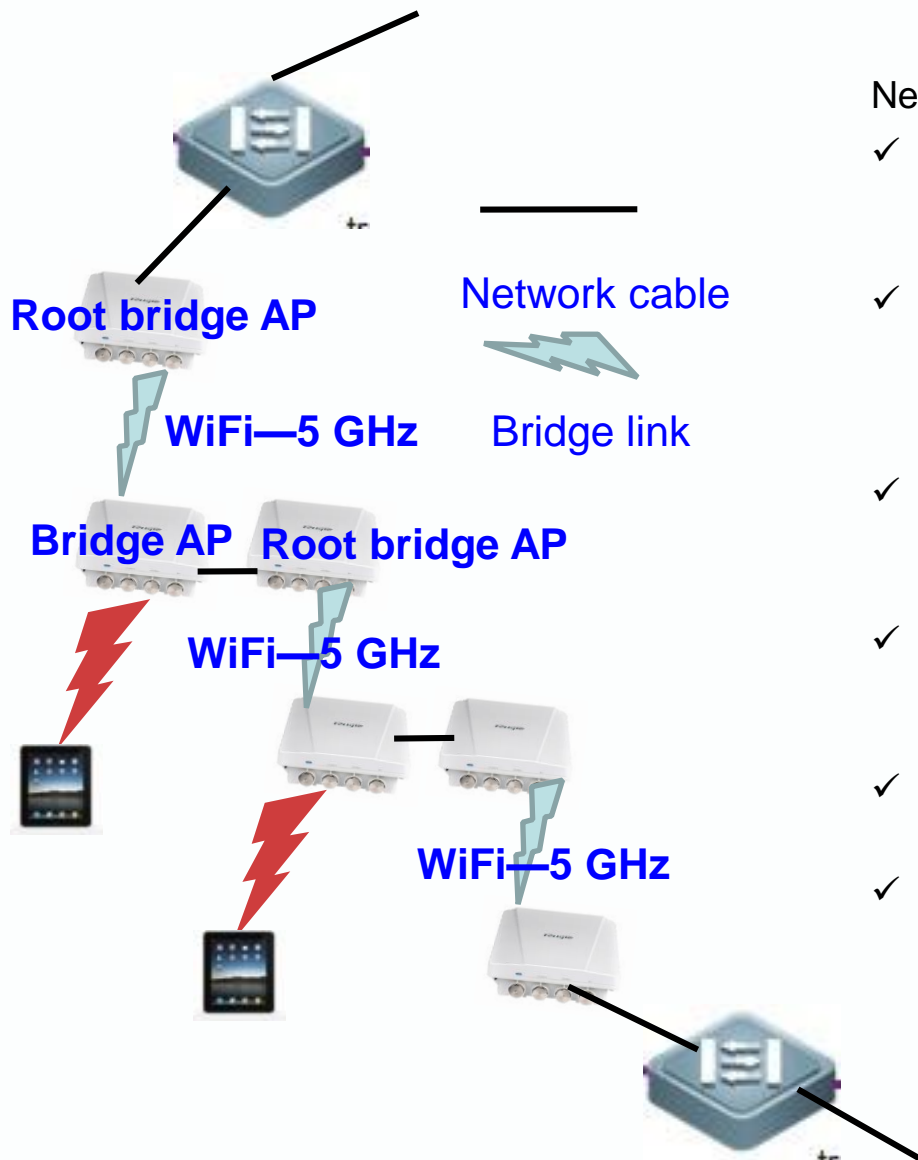 Ne
Network cable
Root bridge AP
WiFi—5 GHz
Bridge link
Bridge AP
Root bridge AP
WiFi—5 GHz
WiFi—5 GHz